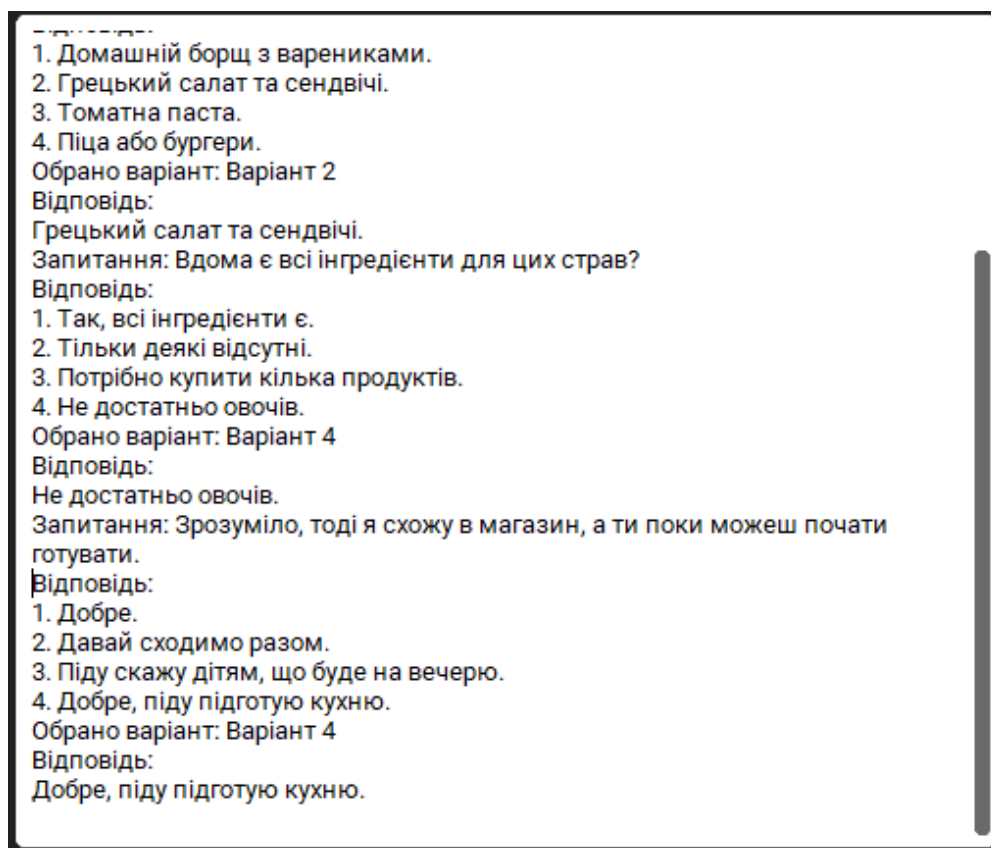 1. Домашній борщ з варениками.
2. Грецький салат та сендвічі.
3. Томатна паста.
4. Піца або бургери.
Обрано варіант: Варіант 2
Відповідь:
Грецький салат та сендвічі.
Запитання: Вдома є всі інгредієнти для цих страв?
Відповідь:
1. Так, всі інгредієнти є.
2. Тільки деякі відсутні.
3. Потрібно купити кілька продуктів.
4. Не достатньо овочів.
Обрано варіант: Варіант 4
Відповідь:
Не достатньо овочів.
Запитання: Зрозуміло, тоді я схожу в магазин, а ти поки можеш почати
готувати.
Відповідь:
1. Добре.
2. Давай сходимо разом.
3. Піду скажу дітям, що буде на вечерю.
4. Добре, піду підготую кухню.
Обрано варіант: Варіант 4
Відповідь:
Добре, піду підготую кухню.